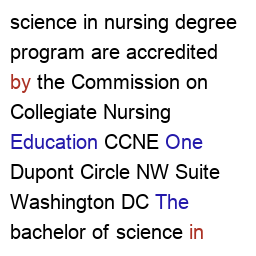 science in nursing degree
program are accredited
by the Commission on
Collegiate Nursing
Education CCNE One
Dupont Circle NW Suite
Washington DC The
bachelor of science in